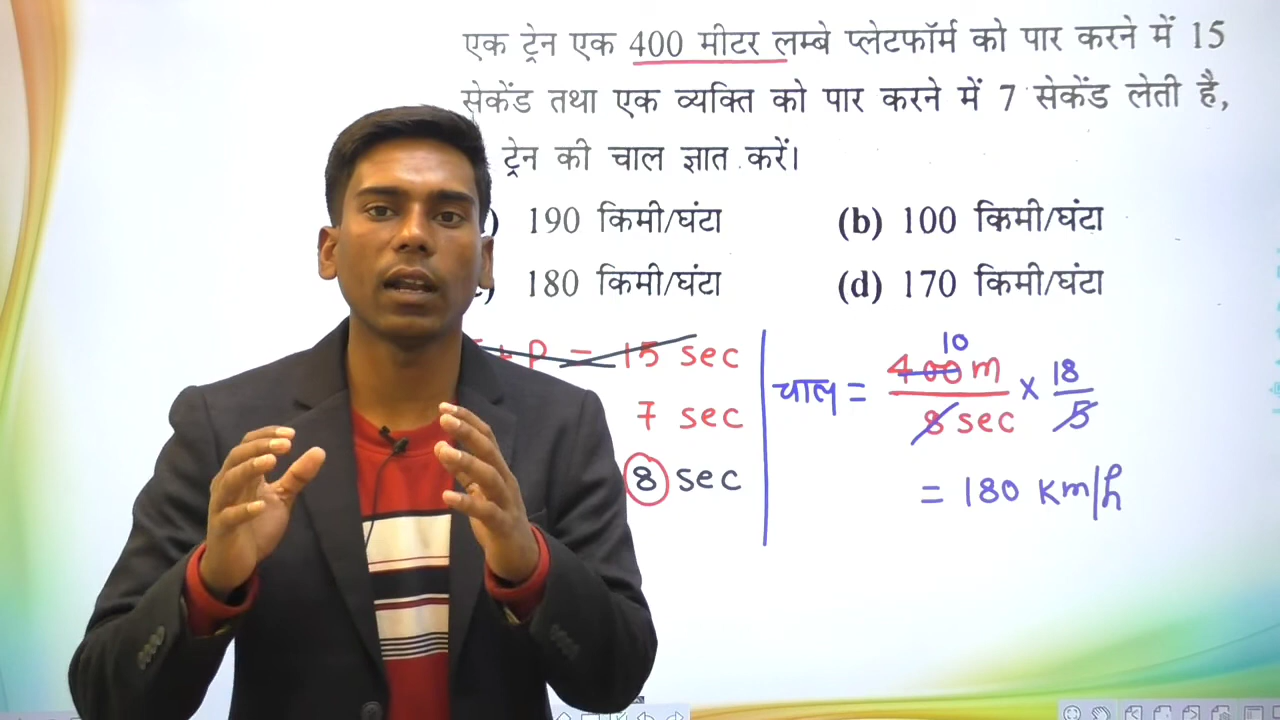 एक ट्रेन एक 400 मीटर लम्बे प्लेटफॉर्म को पार करने में 15
सेकेंड तथा एक व्यक्ति को पार करने में 7 सेकेंड लेती है,
ट्रेन की चाल ज्ञात करें।
190 किमी/घंटा (b) 100 किमी/घंटा
180 किमी/घंटा (d) 170 किमी/घंटा
+ P = 15 sec
7 sec
8 sec
10
चाल = 400 m / 8 sec × 18 / 5
= 180 Km/h